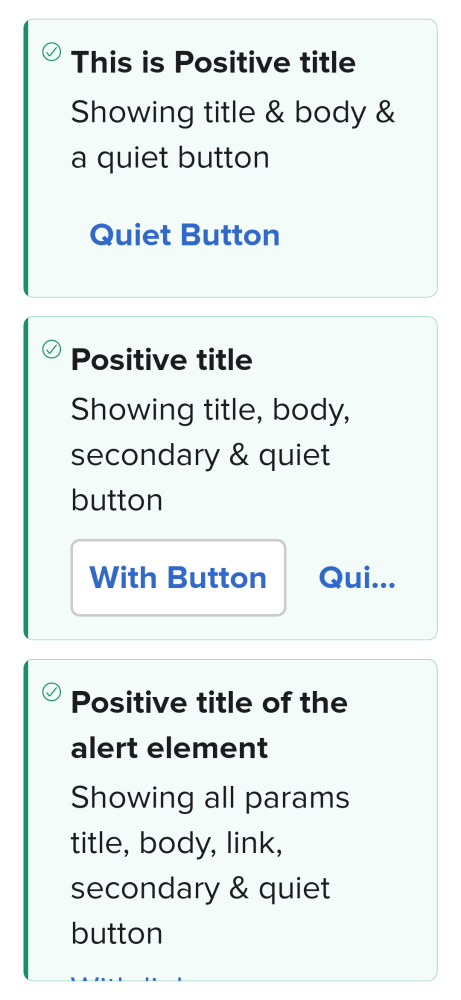 This is Positive title
Showing title & body &
a quiet button
Quiet Button
Positive title
Showing title, body,
secondary & quiet
button
With Button Qui...
Positive title of the
alert element
Showing all params
title, body, link,
secondary & quiet
button